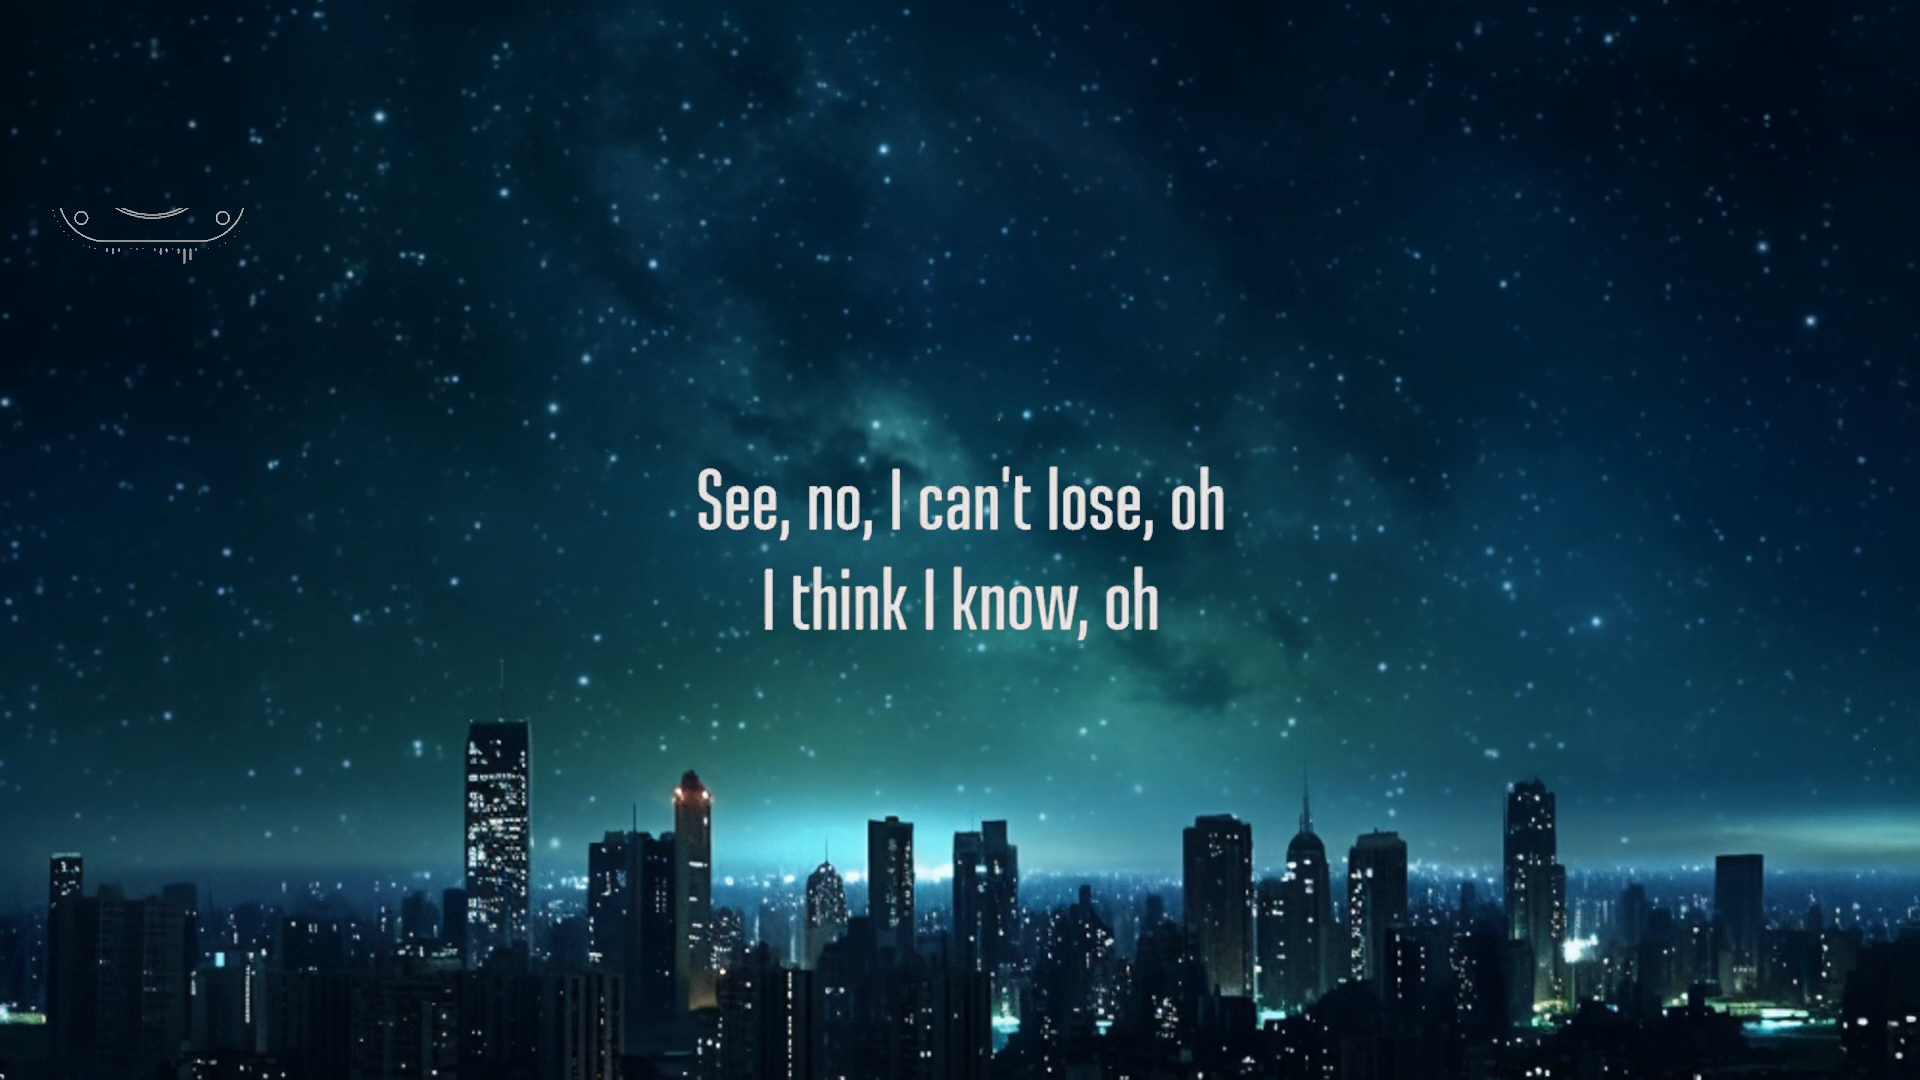 See, no, I can't lose, oh
I think I know, oh